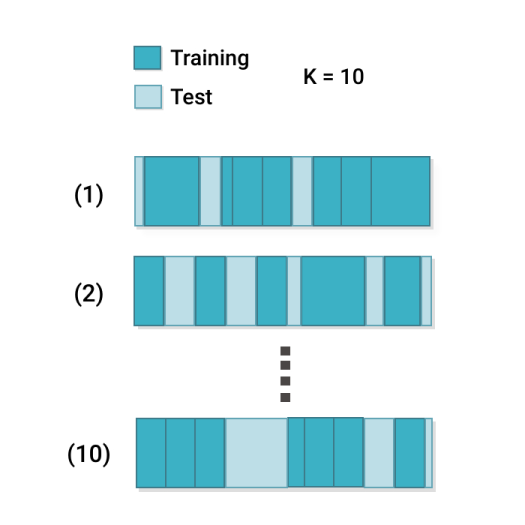 Training
K = 10
Test
(1)
(2)
(10)